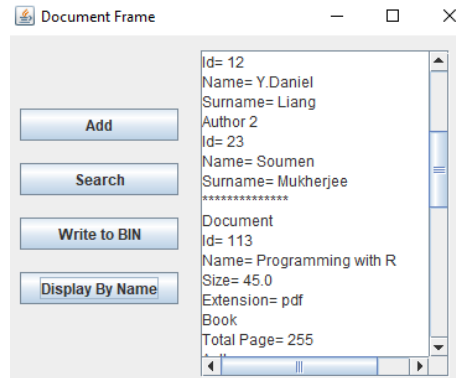 Document Frame
Add
Search
Write to BIN
Display By Name
Id= 12
Name= Y.Daniel
Surname= Liang
Author 2
Id= 23
Name= Soumen
Surname= Mukherjee
**************
Document
Id= 113
Name= Programming with R
Size= 45.0
Extension= pdf
Book
Total Page= 255